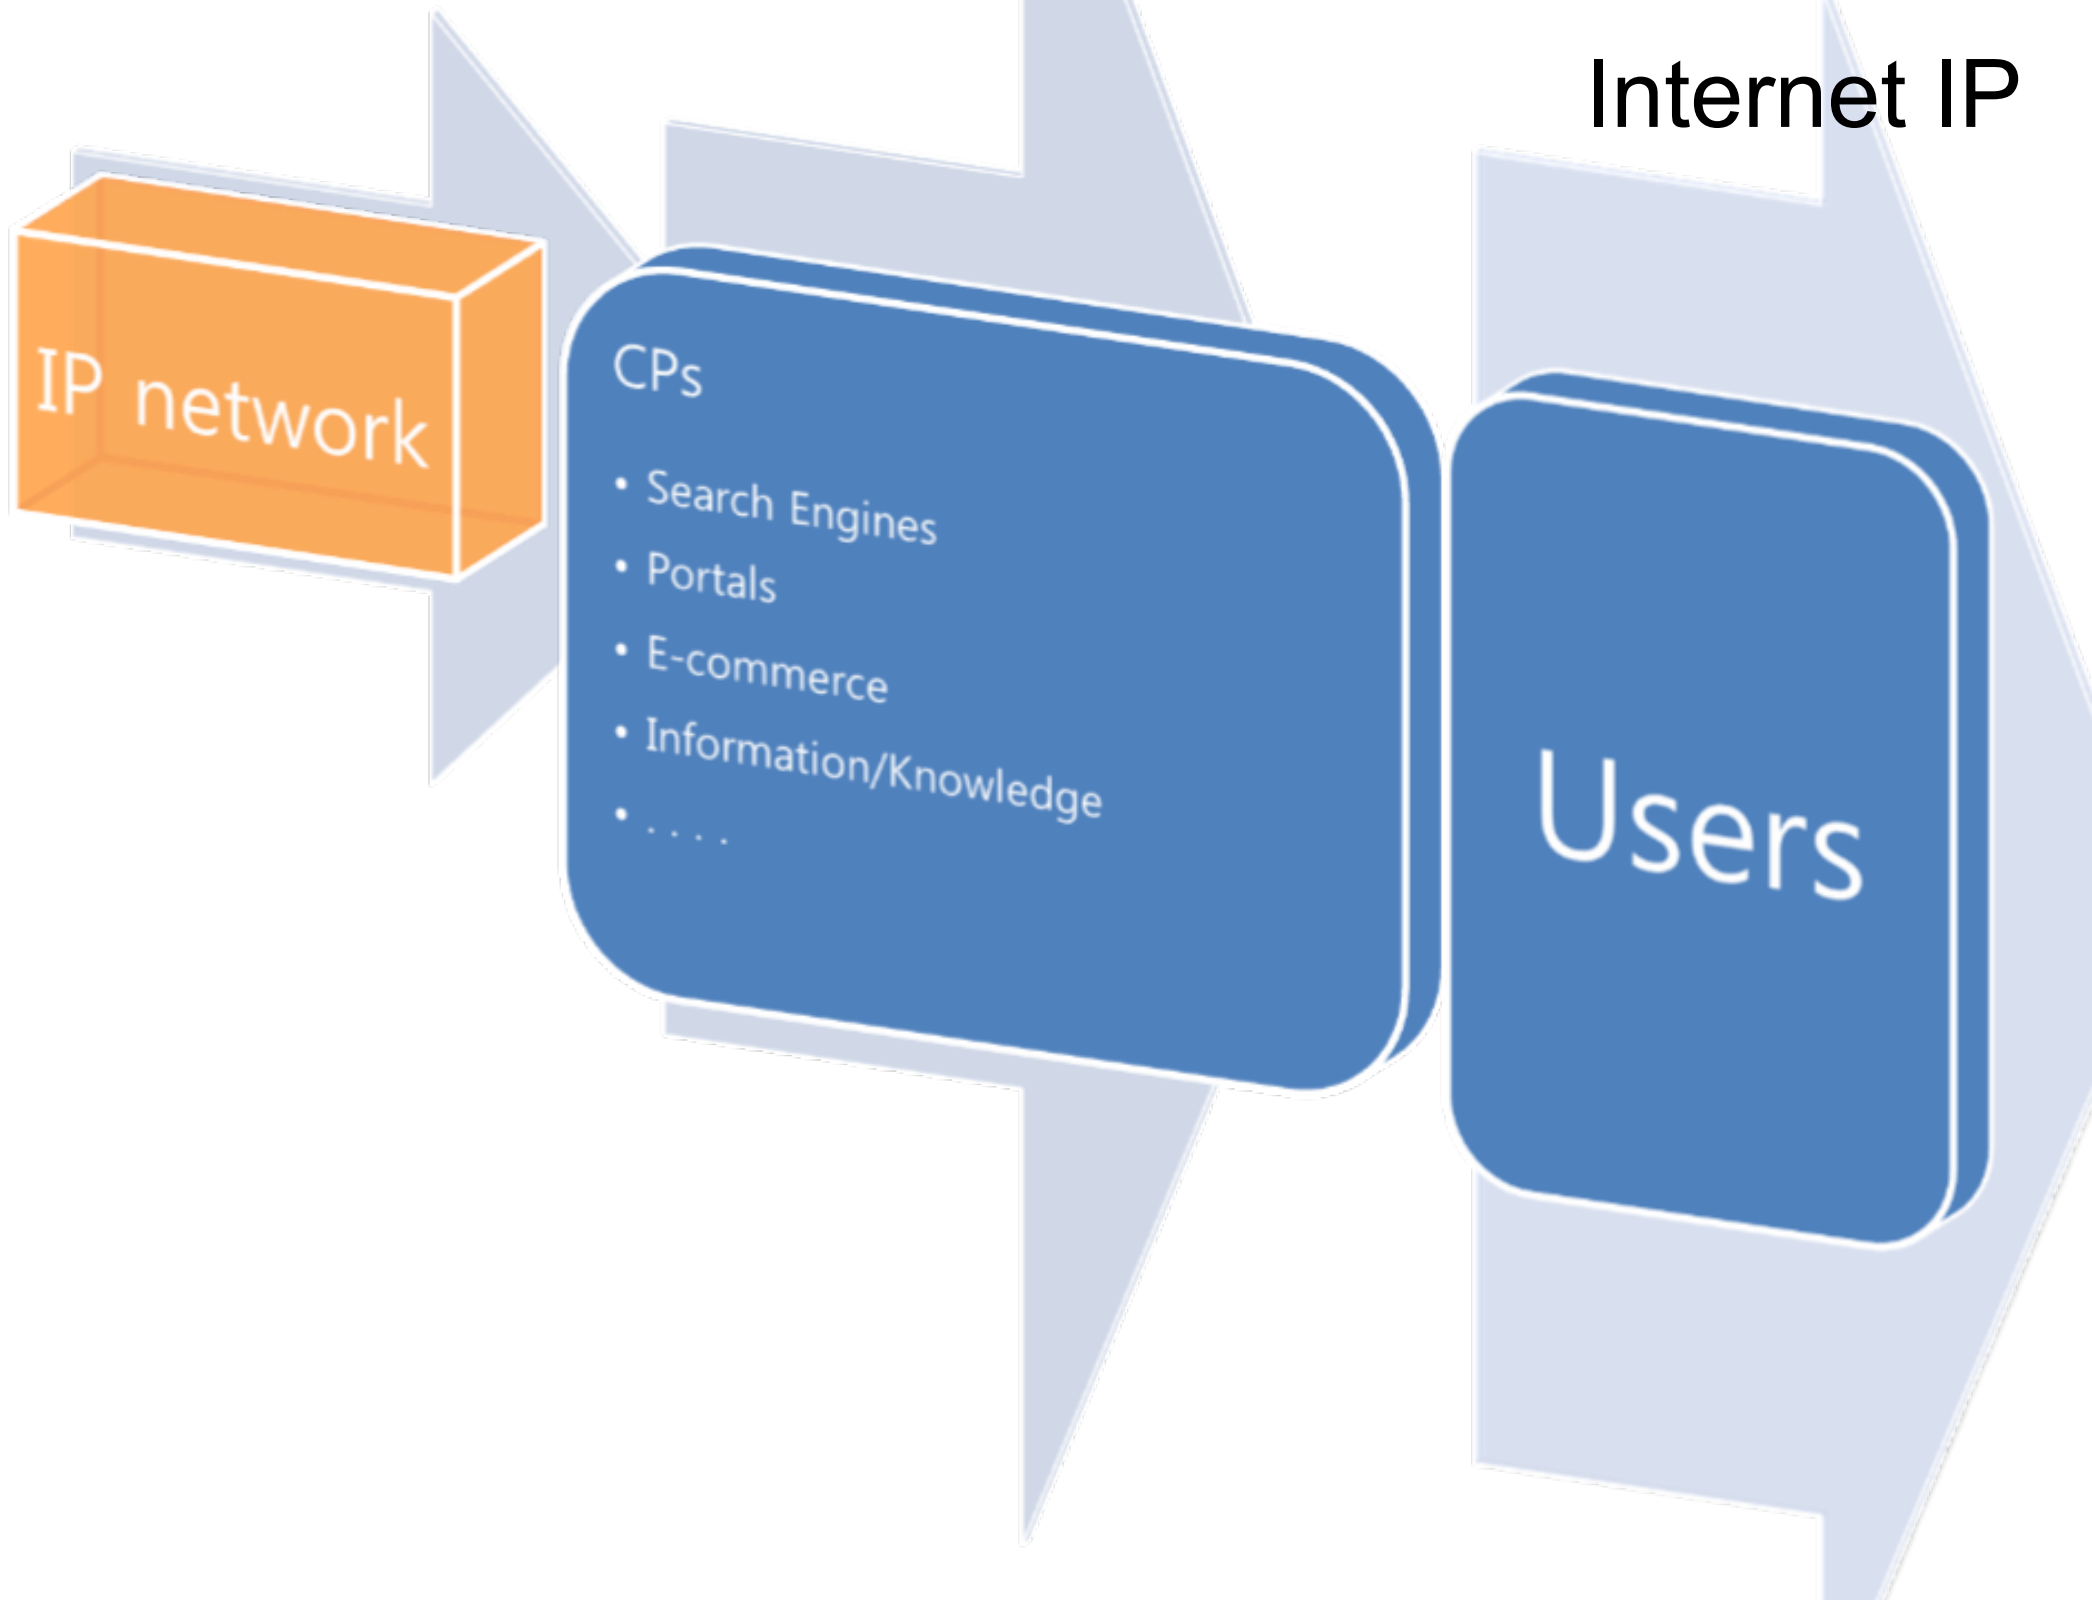 Internet IP
IP network
CPs
• Search Engines
• Portals
• E-commerce
• Information/Knowledge
• . . . .
Users